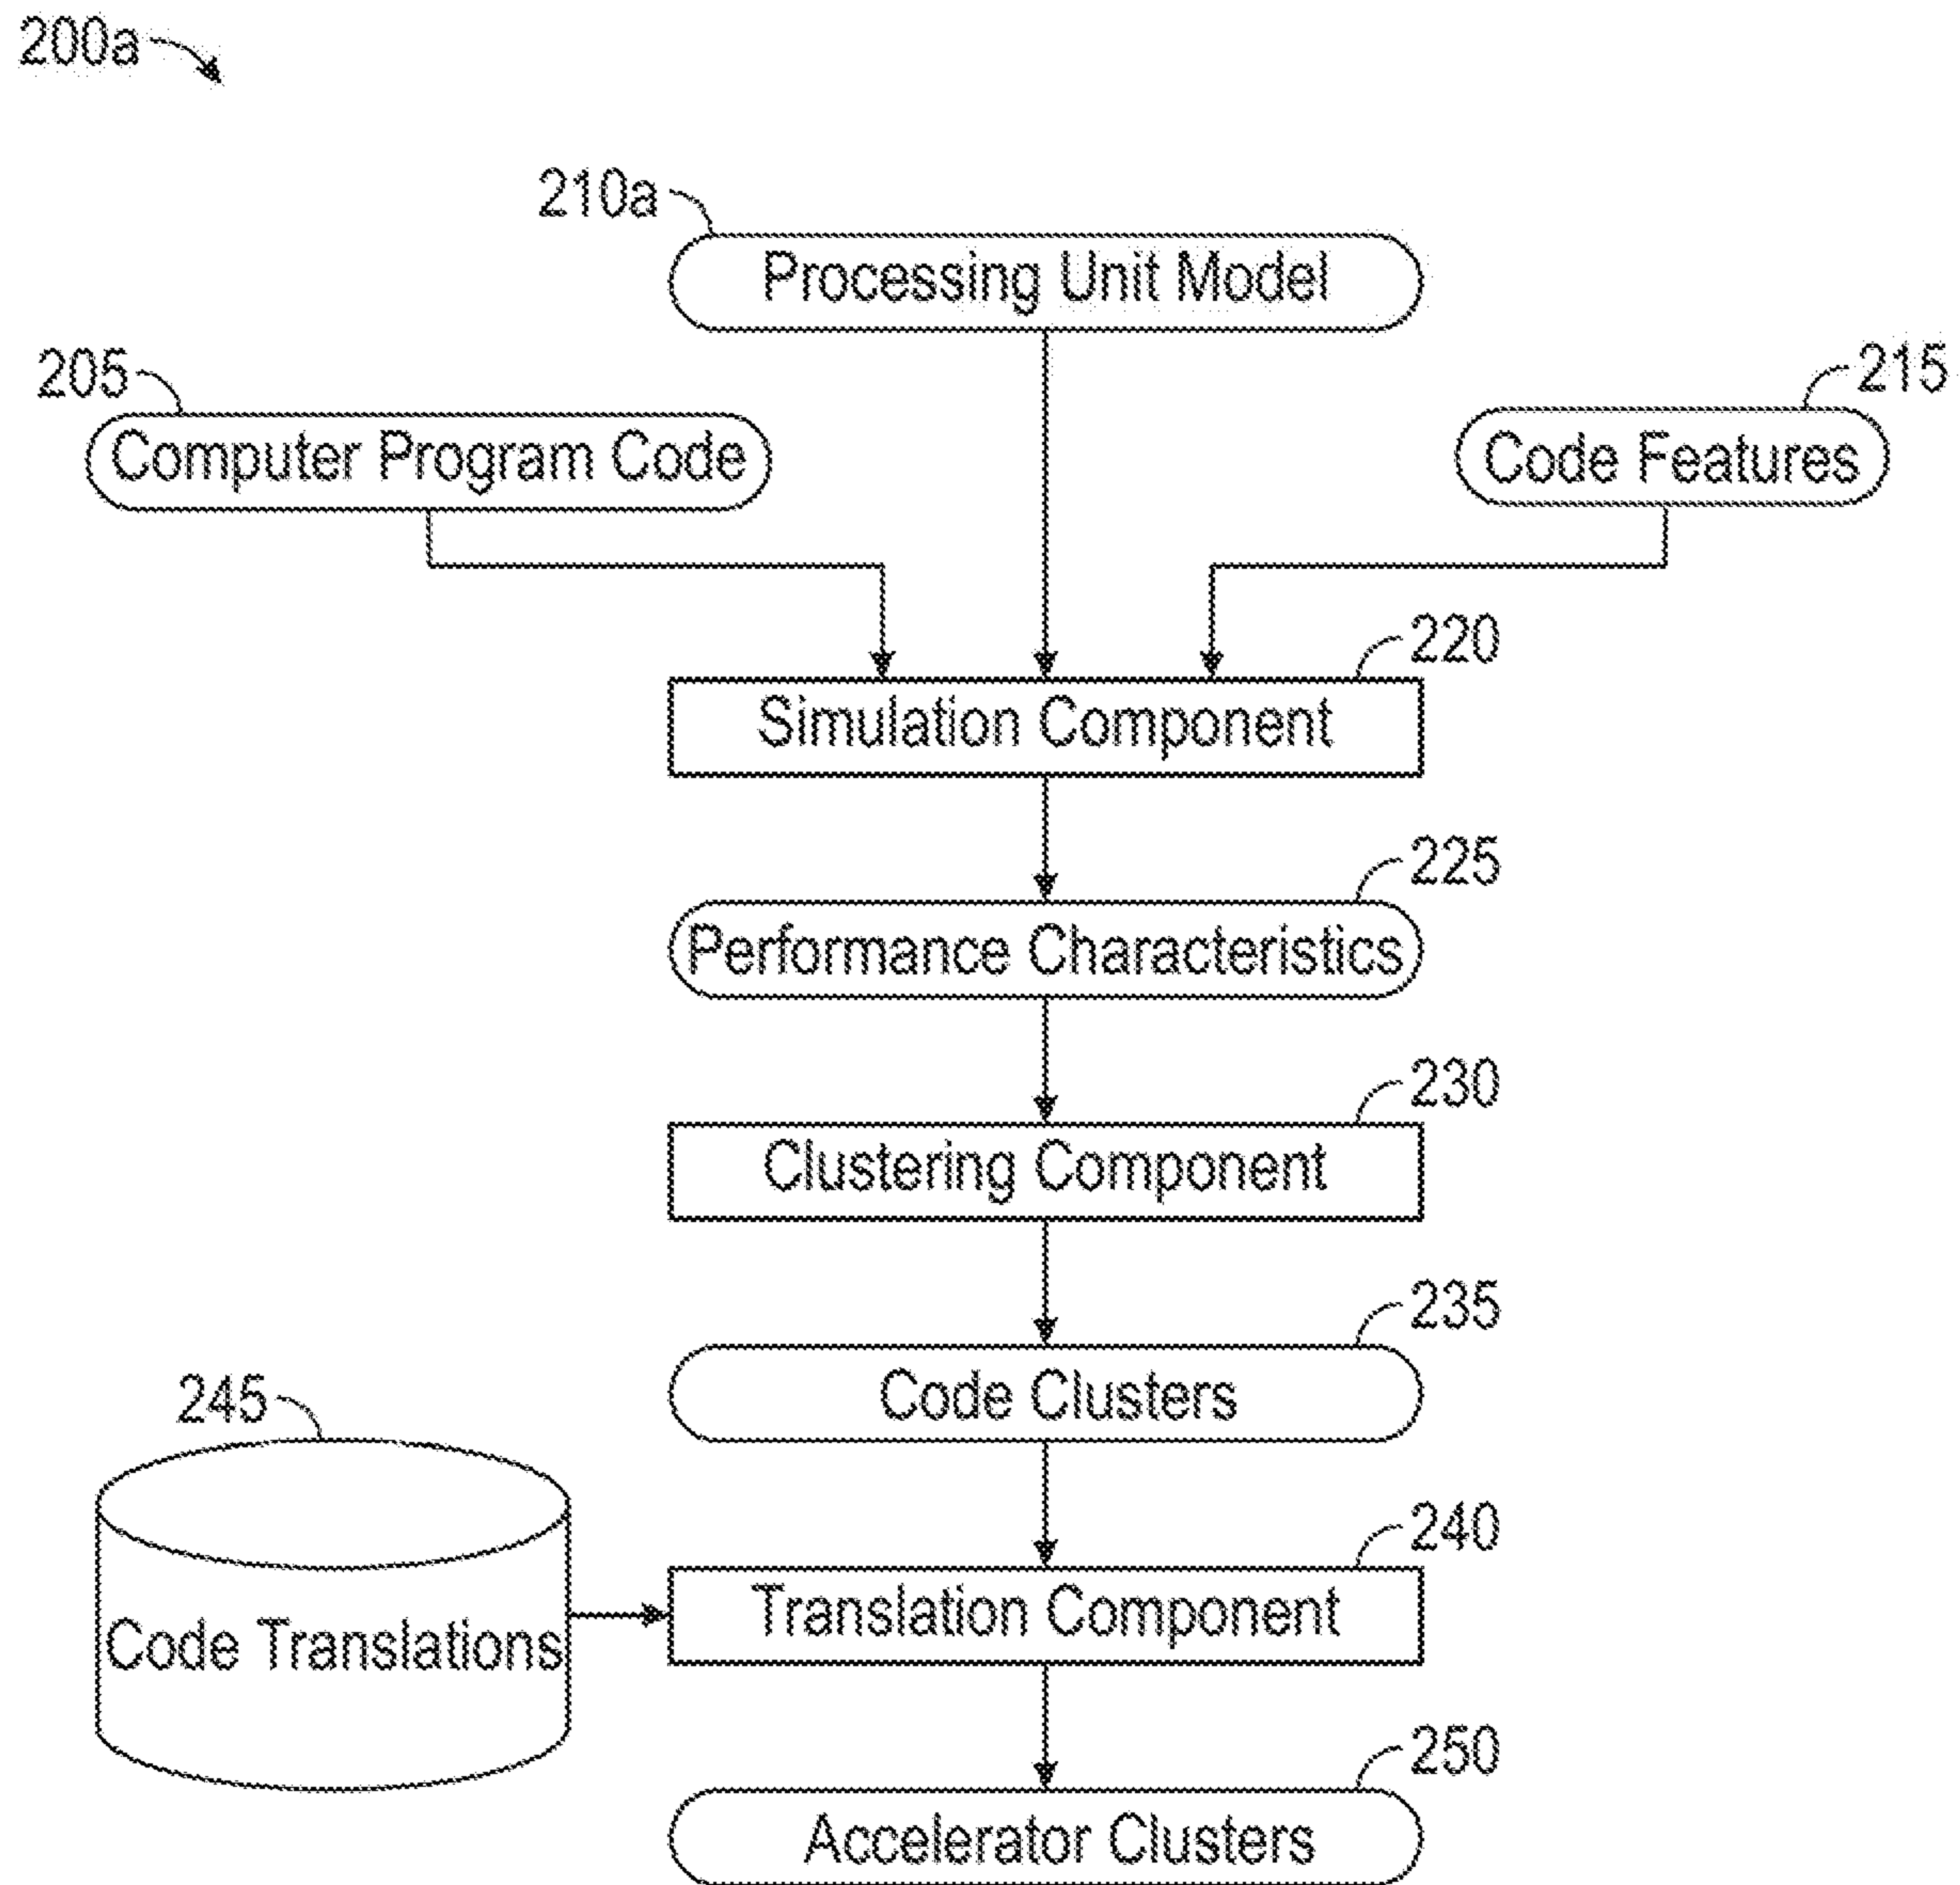 200a
210a
Processing Unit Model
205
Computer Program Code
215
Code Features
220
Simulation Component
225
Performance Characteristics
230
Clustering Component
235
Code Clusters
245
Code Translations
240
Translation Component
250
Accelerator Clusters